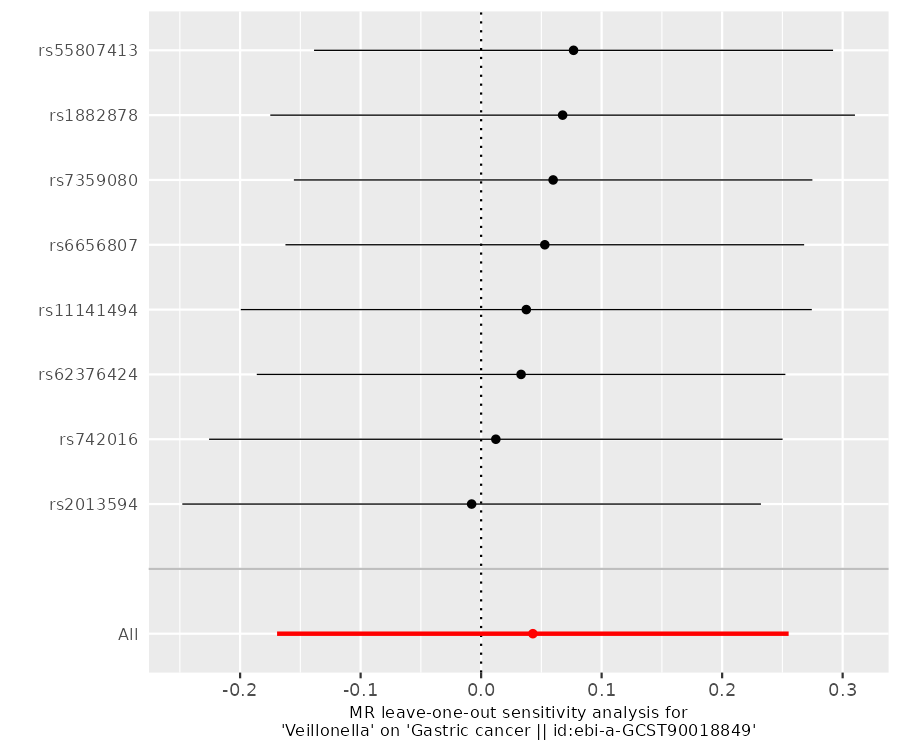 rs55807413
rs1882878
rs7359080
rs6656807
rs11141494
rs62376424
rs742016
rs2013594
All
-0.2 -0.1 0.0 0.1 0.2 0.3
MR leave-one-out sensitivity analysis for
'Veillonella' on 'Gastric cancer || id:ebi-a-GCST90018849'